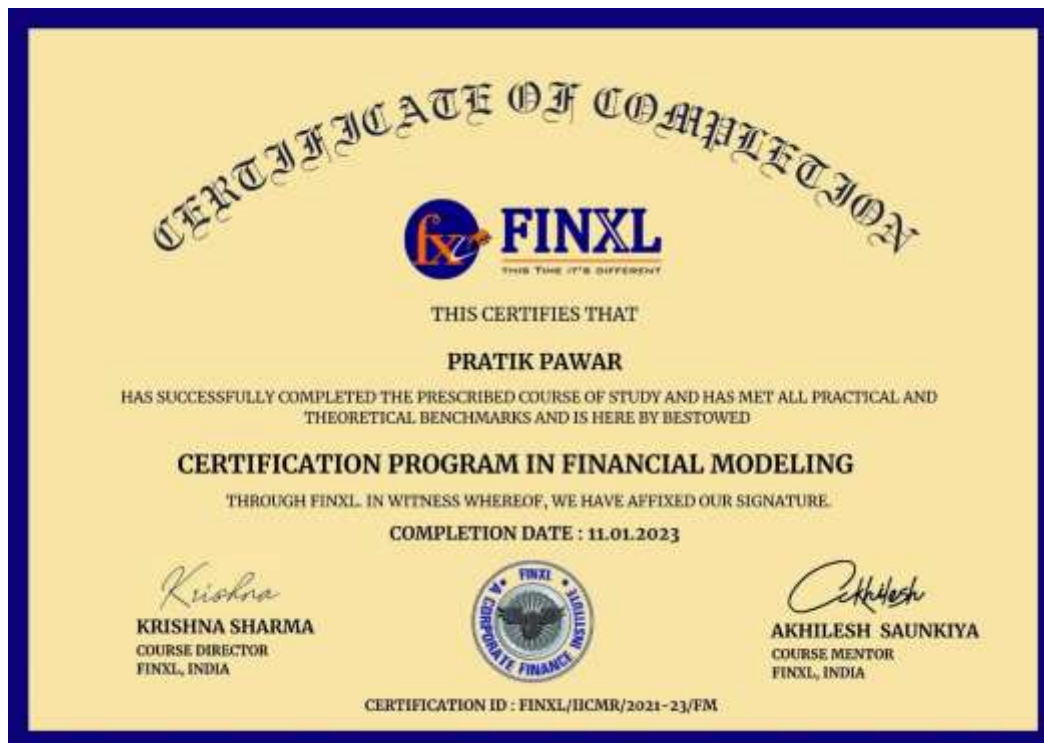 CERTIFICATE OF COMPLETION
fx
FINXL
THIS TIME IT'S DIFFERENT
THIS CERTIFIES THAT
PRATIK PAWAR
HAS SUCCESSFULLY COMPLETED THE PRESCRIBED COURSE OF STUDY AND HAS MET ALL PRACTICAL AND
THEORETICAL BENCHMARKS AND IS HERE BY BESTOWED
CERTIFICATION PROGRAM IN FINANCIAL MODELING
THROUGH FINXL. IN WITNESS WHEREOF, WE HAVE AFFIXED OUR SIGNATURE.
COMPLETION DATE : 11.01.2023
Krishna
KRISHNA SHARMA
COURSE DIRECTOR
FINXL, INDIA
FINXL
A CORPORATE FINANCE INSTITUTE
Akhilesh
AKHILESH SAUNKIYA
COURSE MENTOR
FINXL, INDIA
CERTIFICATION ID : FINXL/IICMR/2021-23/FM